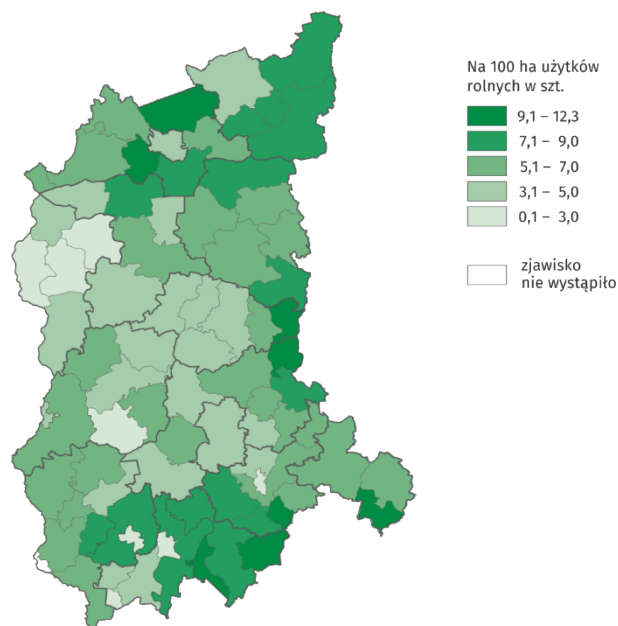 Na 100 ha użytków
rolnych w szt.
9,1 – 12,3
7,1 – 9,0
5,1 – 7,0
3,1 – 5,0
0,1 – 3,0
zjawisko
nie wystąpiło